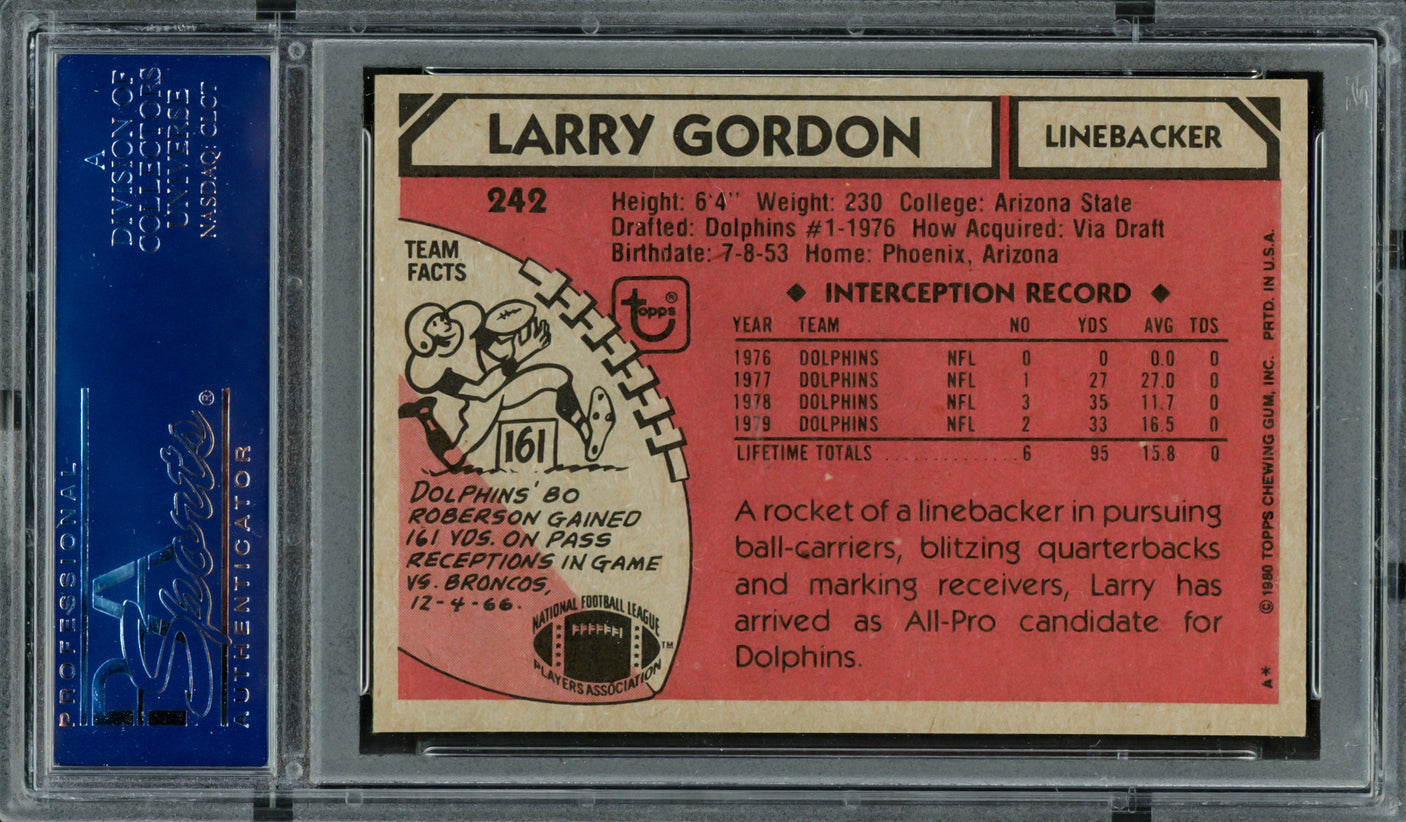 A
DIVISION OF
COLLECTORS
UNIVERSE
NASDAQ: CLCT
PROFESSIONAL
PSA
Sports®
AUTHENTICATOR
LARRY GORDON
LINEBACKER
242
Height: 6'4" Weight: 230 College: Arizona State
Drafted: Dolphins #1-1976 How Acquired: Via Draft
Birthdate: 7-8-53 Home: Phoenix, Arizona
TEAM
FACTS
topps®
161
DOLPHINS' BO
ROBERSON GAINED
161 YDS. ON PASS
RECEPTIONS IN GAME
VS. BRONCOS,
12-4-66.
NATIONAL FOOTBALL LEAGUE
PLAYERS ASSOCIATION ™
◆ INTERCEPTION RECORD ◆
YEAR TEAM NO YDS AVG TDS
1976 DOLPHINS NFL 0 0 0.0 0
1977 DOLPHINS NFL 1 27 27.0 0
1978 DOLPHINS NFL 3 35 11.7 0
1979 DOLPHINS NFL 2 33 16.5 0
LIFETIME TOTALS ..............6 95 15.8 0
A rocket of a linebacker in pursuing
ball-carriers, blitzing quarterbacks
and marking receivers, Larry has
arrived as All-Pro candidate for
Dolphins.
A* © 1980 TOPPS CHEWING GUM, INC. PRTD. IN U.S.A.